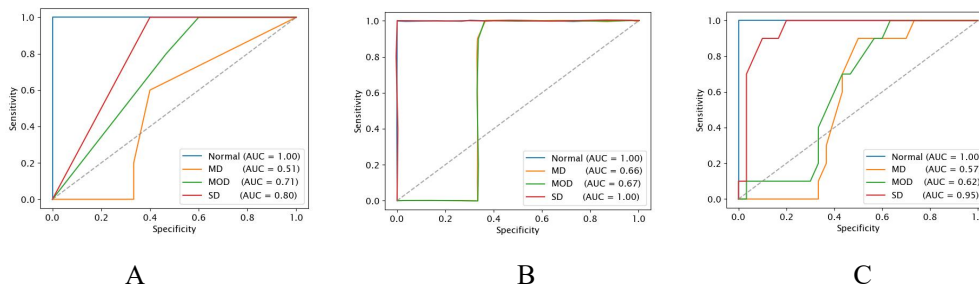 1.0
0.8
0.6
0.4
0.2
0.0
Sensitivity
Normal (AUC = 1.00)
MD (AUC = 0.51)
MOD (AUC = 0.71)
SD (AUC = 0.80)
0.0 0.2 0.4 0.6 0.8 1.0
Specificity
A
1.0
0.8
0.6
0.4
0.2
0.0
Sensitivity
Normal (AUC = 1.00)
MD (AUC = 0.66)
MOD (AUC = 0.67)
SD (AUC = 1.00)
0.0 0.2 0.4 0.6 0.8 1.0
Specificity
B
1.0
0.8
0.6
0.4
0.2
0.0
Sensitivity
Normal (AUC = 1.00)
MD (AUC = 0.57)
MOD (AUC = 0.62)
SD (AUC = 0.95)
0.0 0.2 0.4 0.6 0.8 1.0
Specificity
C